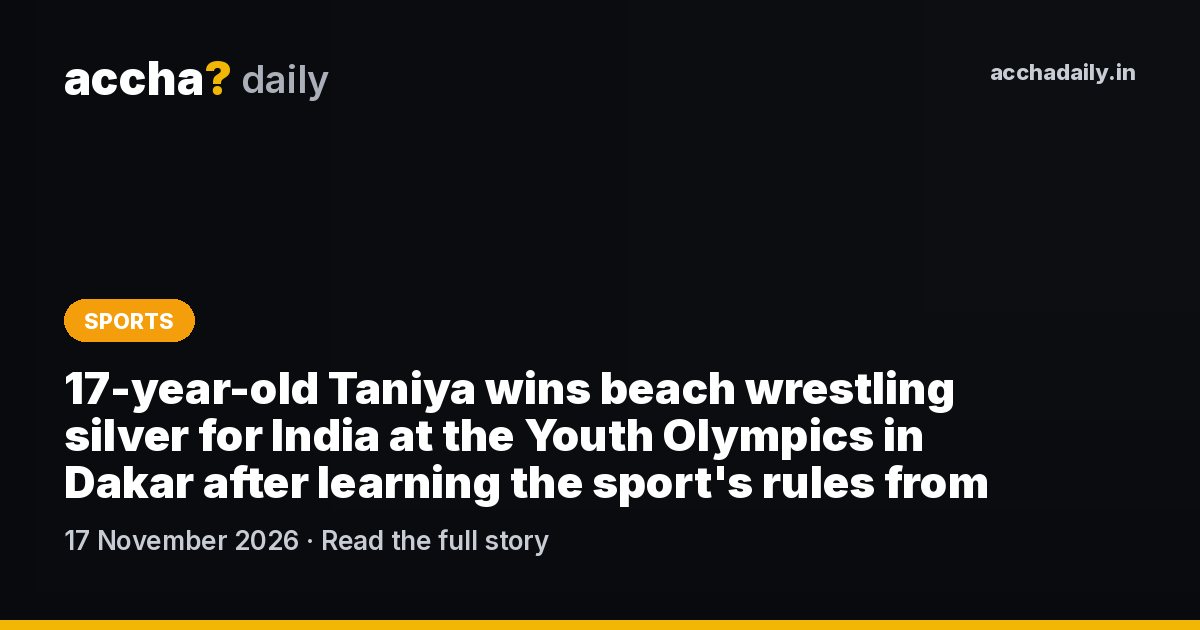 accha? daily
acchadaily.in
SPORTS
17-year-old Taniya wins beach wrestling
silver for India at the Youth Olympics in
Dakar after learning the sport's rules from
17 November 2026 · Read the full story